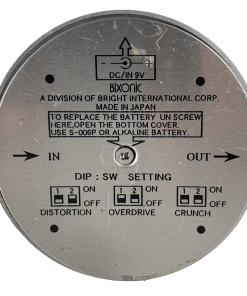 DC/IN 9V
Bixonic
A DIVISION OF BRIGHT INTERNATIONAL CORP.
MADE IN JAPAN
TO REPLACE THE BATTERY UN SCREW
HERE,OPEN THE BOTTOM COVER.
USE S-006P OR ALKALINE BATTERY.
IN OUT
DIP : SW SETTING
1 2 ON 1 2 ON 1 2 ON
OFF OFF OFF
DISTORTION OVERDRIVE CRUNCH